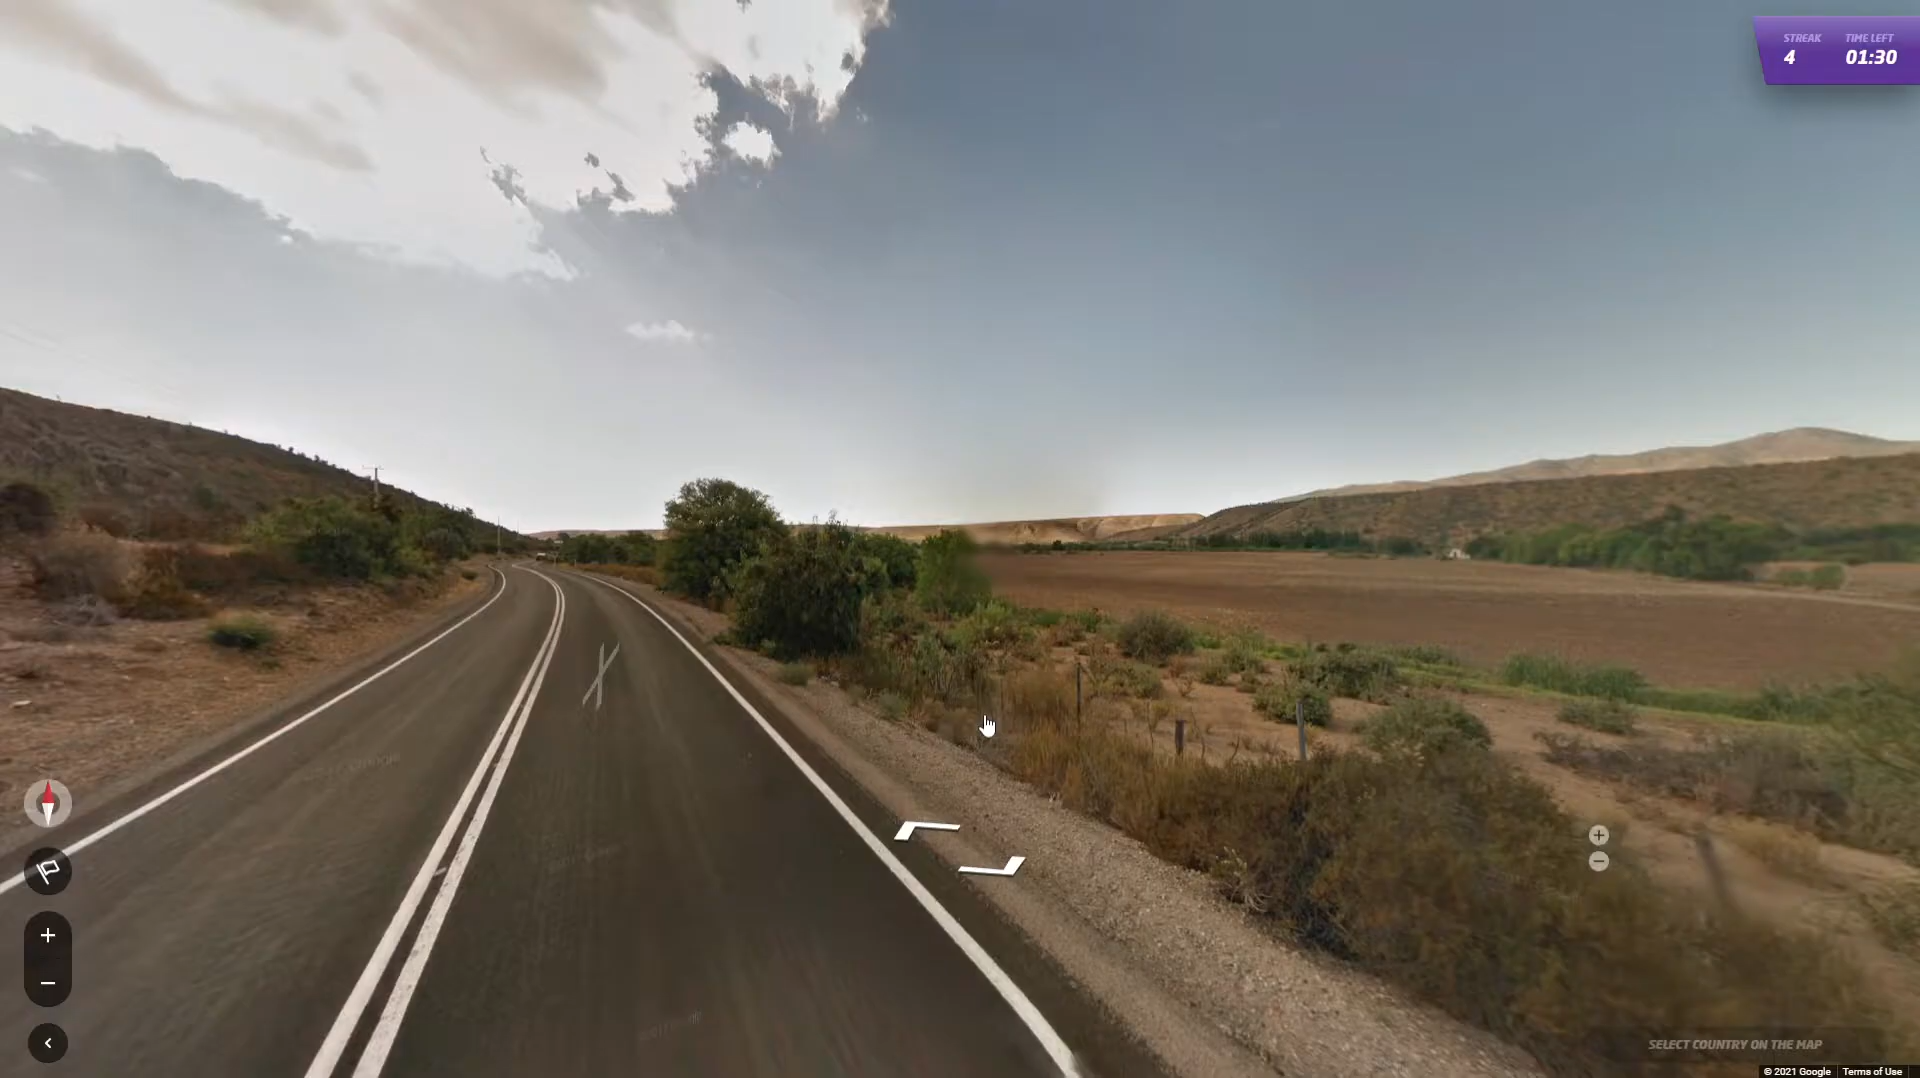 STREAK TIME LEFT
4 01:30
SELECT COUNTRY ON THE MAP
© 2021 Google Terms of Use